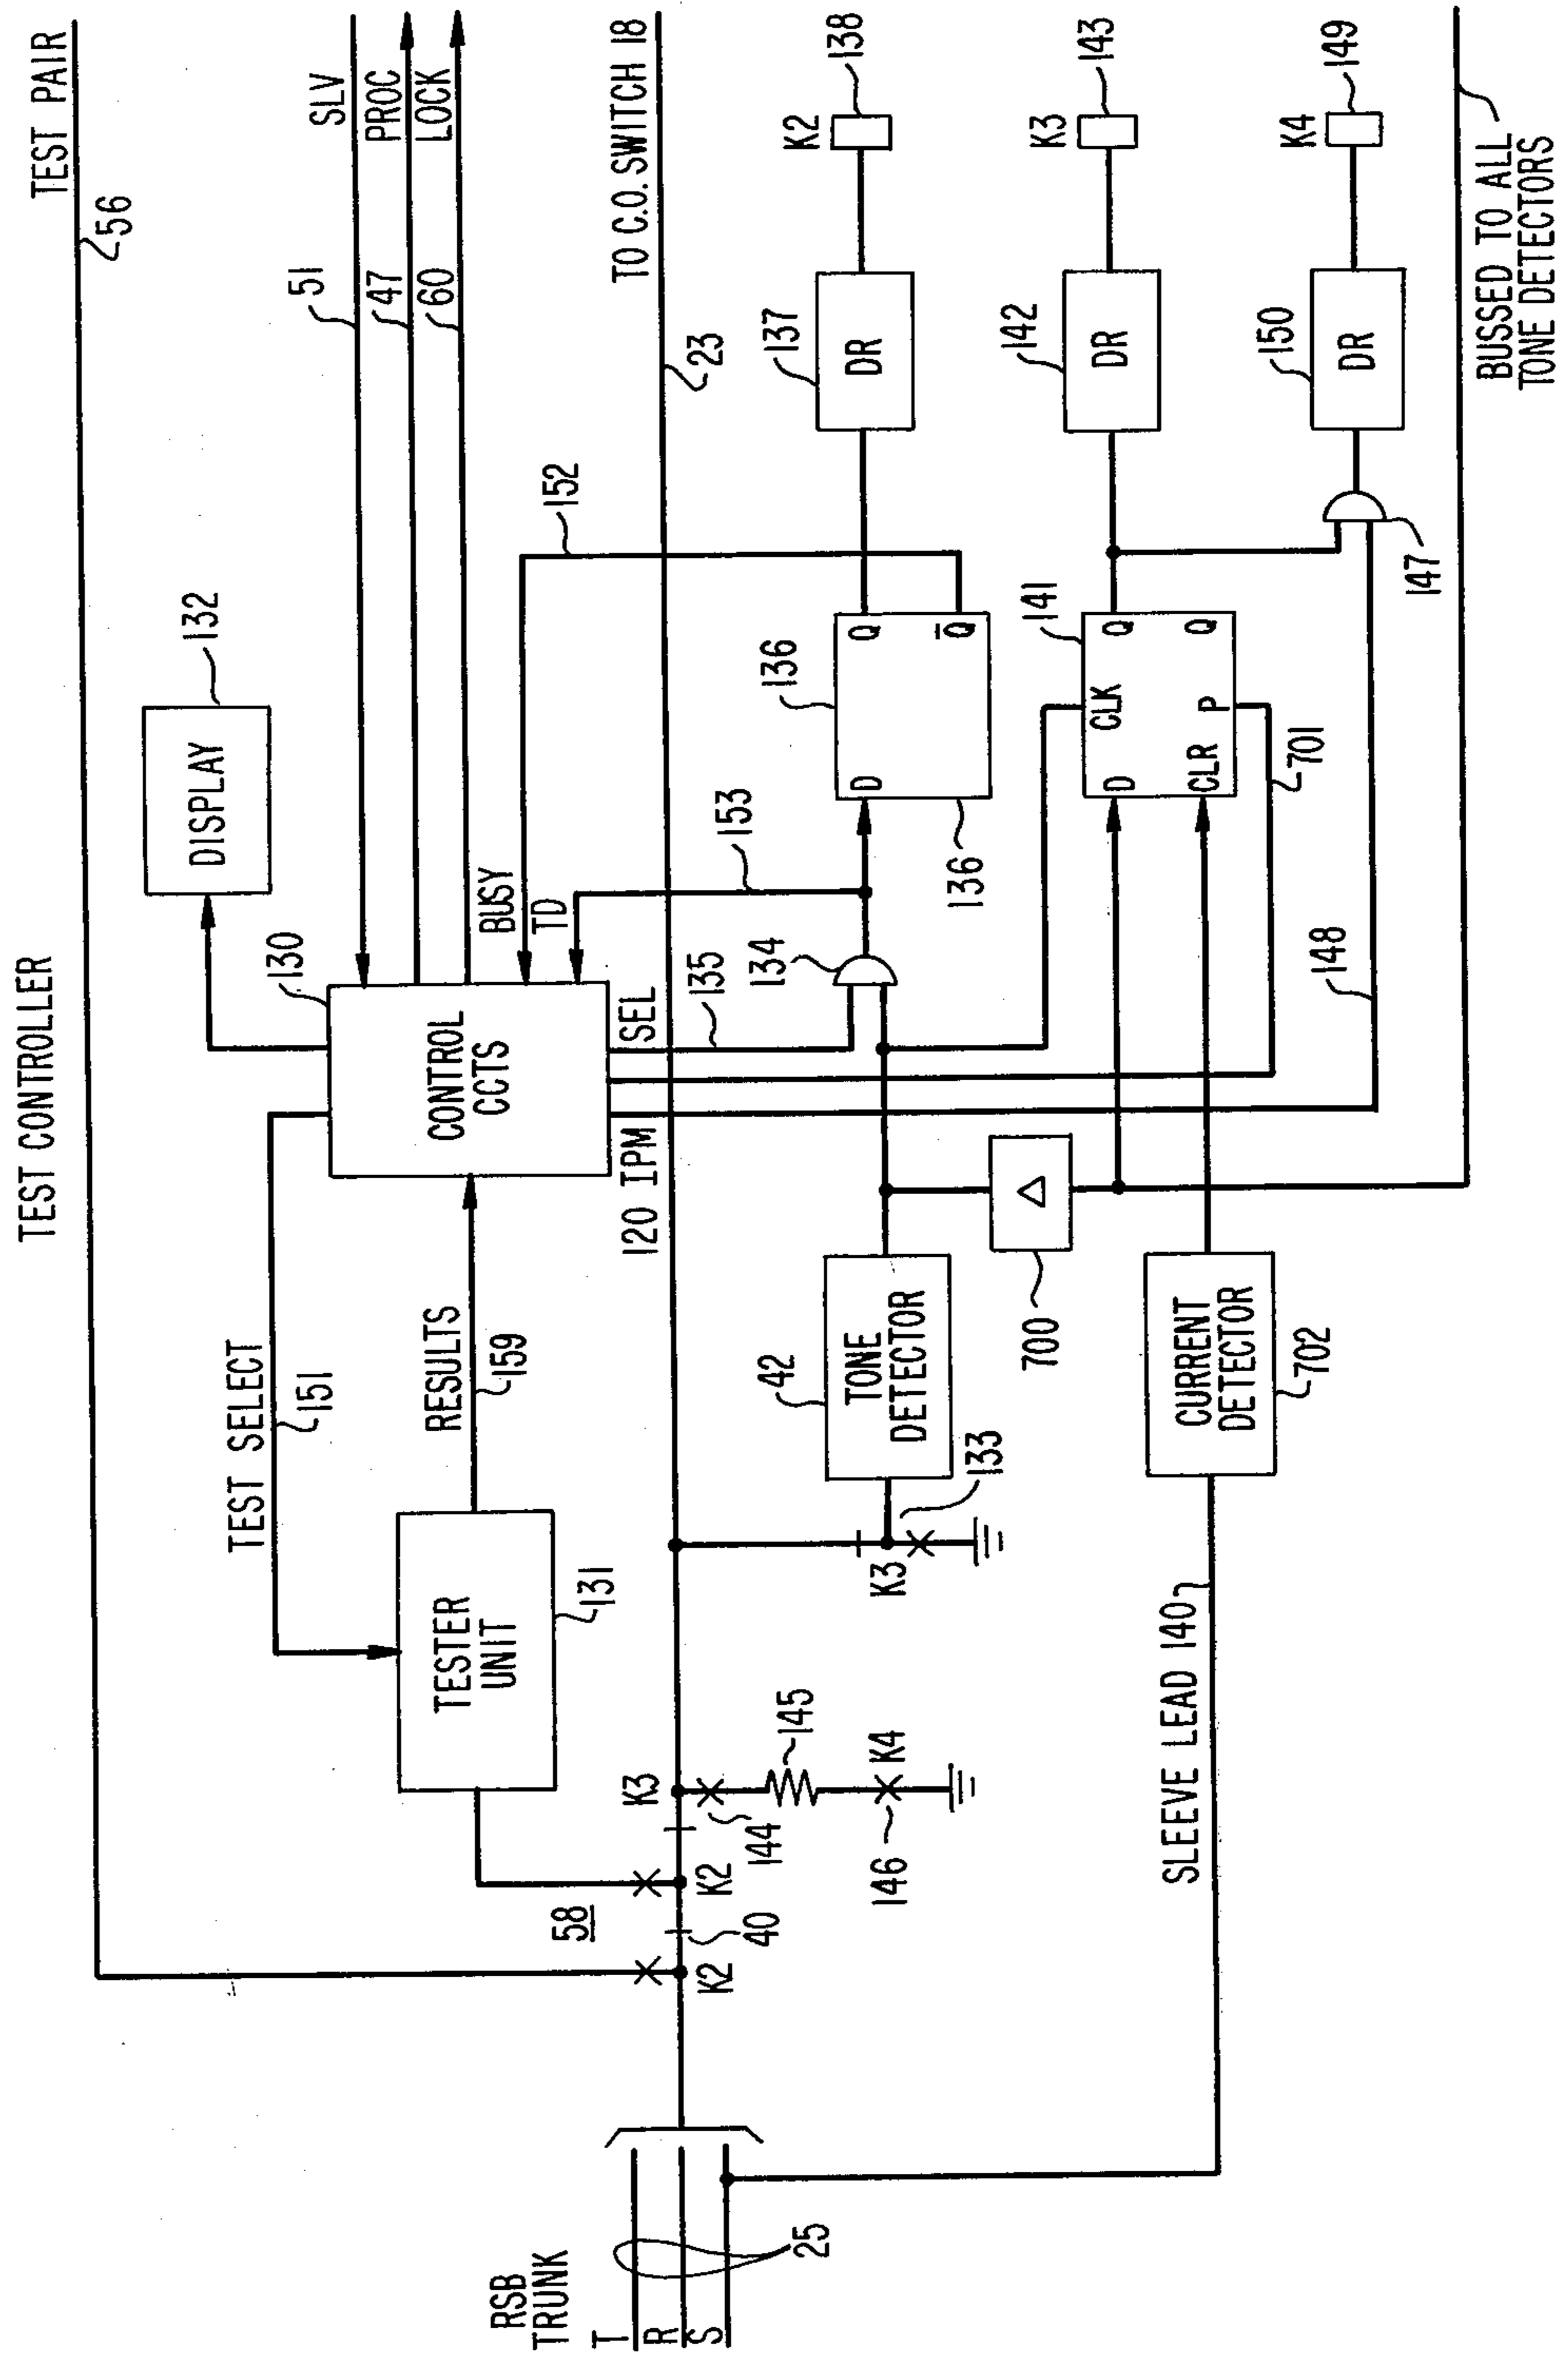 TEST CONTROLLER
TEST PAIR
56
TEST SELECT
151
DISPLAY
132
130
CONTROL
CCTS
SLV
51
PROC
47
LOCK
60
BUSY
TD
152
153
RESULTS
159
TESTER
UNIT
131
SEL
135
120 IPM
TO C.O. SWITCH 18
23
RSB
TRUNK
T
R
S
25
58
K2
40
K2
K3
144
145
K4
146
K3
133
42
TONE
DETECTOR
700
Δ
134
136
D
Q
Q̅
136
137
DR
K2
138
141
D
CLK
Q
CLR
P
Q
701
142
DR
K3
143
148
147
150
DR
K4
149
SLEEVE LEAD 140
CURRENT
DETECTOR
702
BUSSED TO ALL
TONE DETECTORS